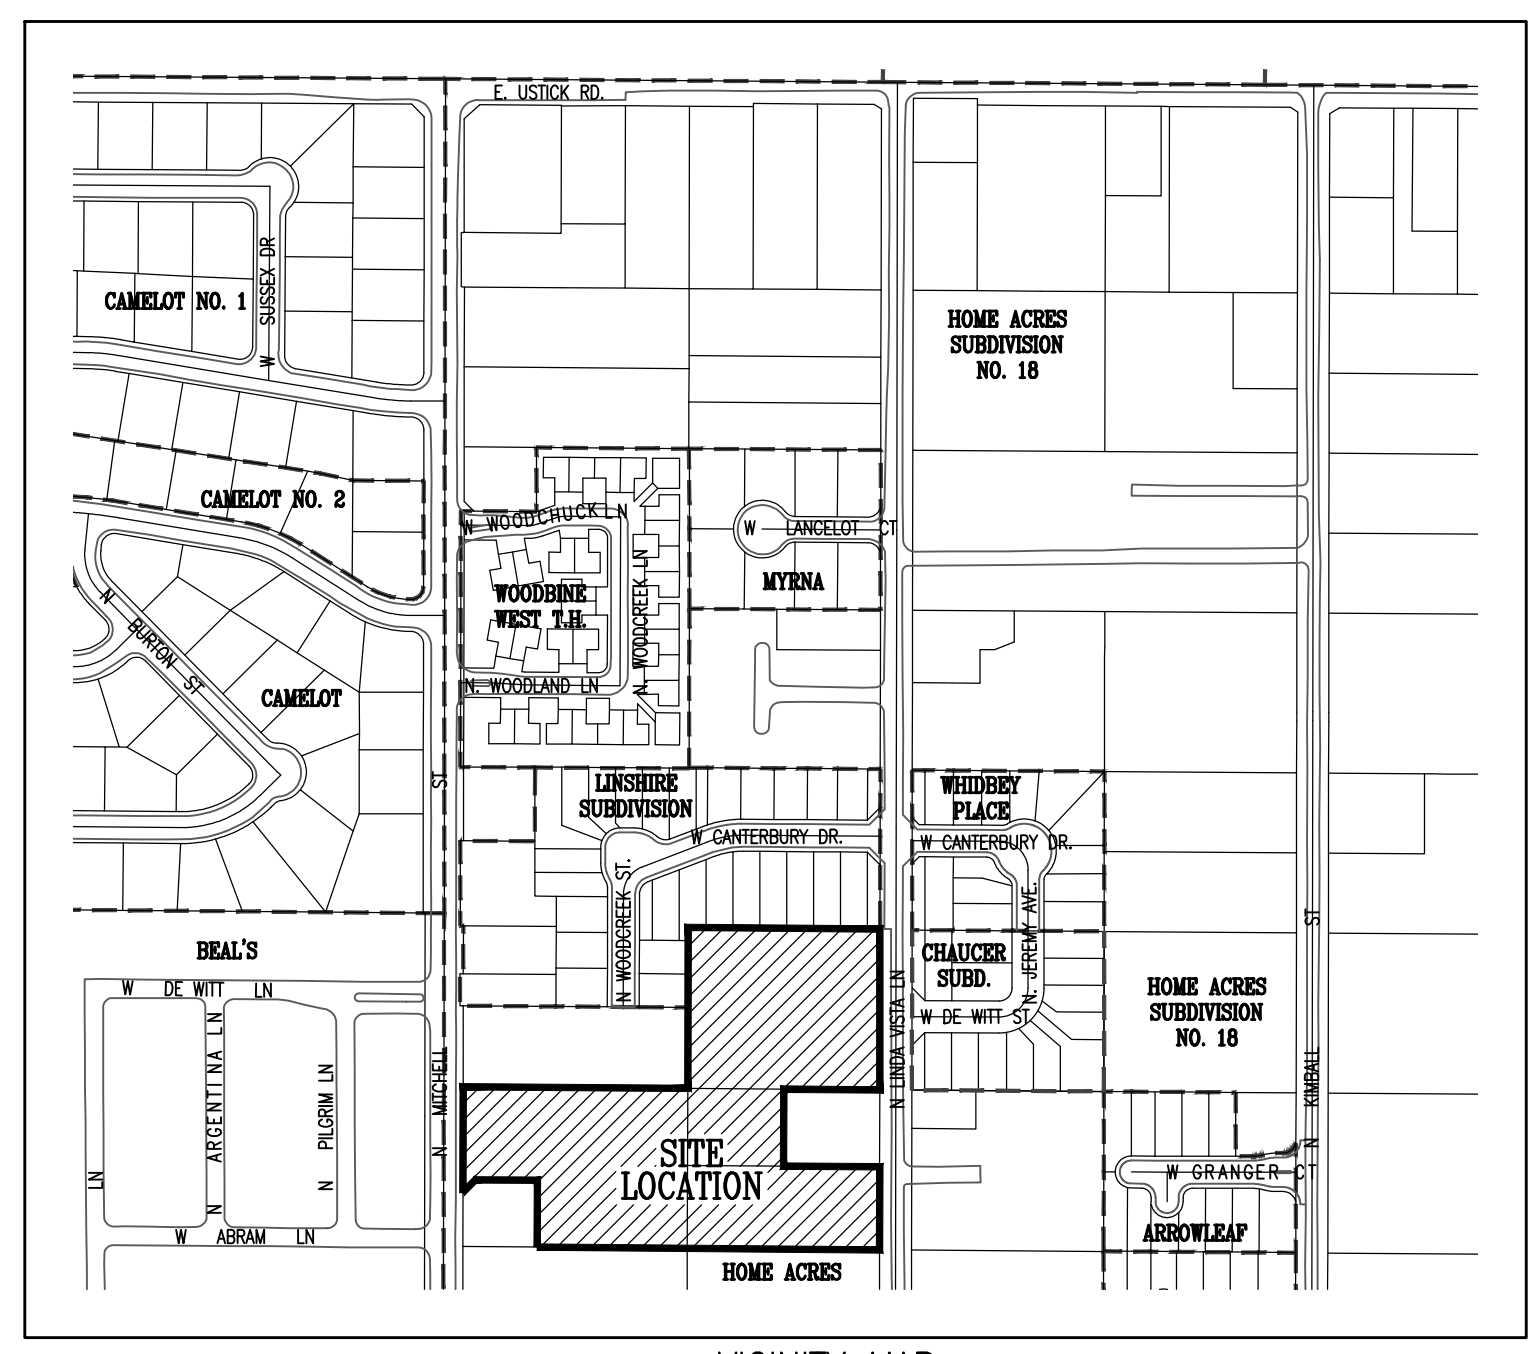 E. USTICK RD.
CAMELOT NO. 1
W SUSSEX DR
HOME ACRES
SUBDIVISION
NO. 18
CAMELOT NO. 2
W WOODCHUCK LN
W LANCELOT CT
MYRNA
WOODBINE
WEST T.H.
N. WOODCREEK LN
N. WOODLAND LN
N BURTON ST
CAMELOT
LINSHIRE
SUBDIVISION
WHIDBEY
PLACE
W CANTERBURY DR.
W CANTERBURY DR.
N WOODCREEK ST.
N. JEREMY AVE.
BEAL'S
CHAUCER
SUBD.
W DE WITT LN
W DE WITT ST.
HOME ACRES
SUBDIVISION
NO. 18
N MITCHELL ST
N LINDA VISTA LN
N KIMBALL ST
N ARGENTINA LN
N PILGRIM LN
LN
SITE
LOCATION
W GRANGER CT
W ABRAM LN
ARROWLEAF
HOME ACRES